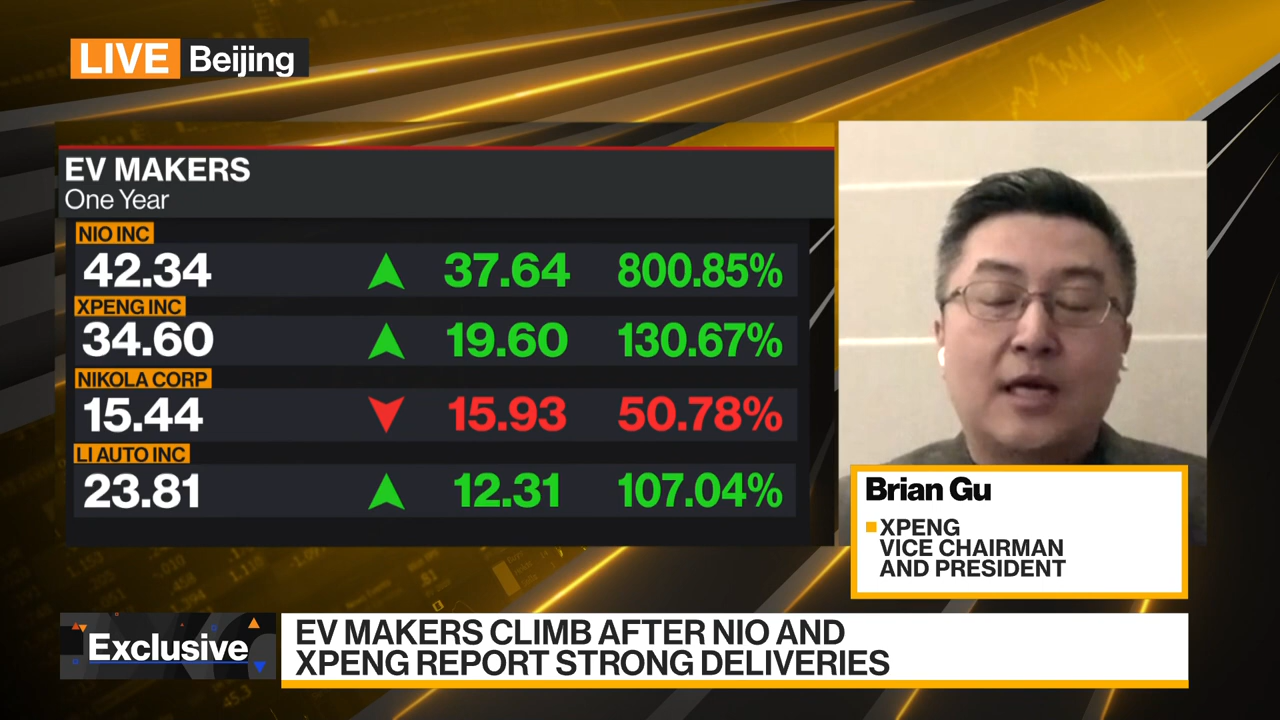 LIVE Beijing
EV MAKERS
One Year
NIO INC
42.34 ▲ 37.64 800.85%
XPENG INC
34.60 ▲ 19.60 130.67%
NIKOLA CORP
15.44 ▼ 15.93 50.78%
LI AUTO INC
23.81 ▲ 12.31 107.04%
Brian Gu
XPENG
VICE CHAIRMAN
AND PRESIDENT
Exclusive
EV MAKERS CLIMB AFTER NIO AND
XPENG REPORT STRONG DELIVERIES